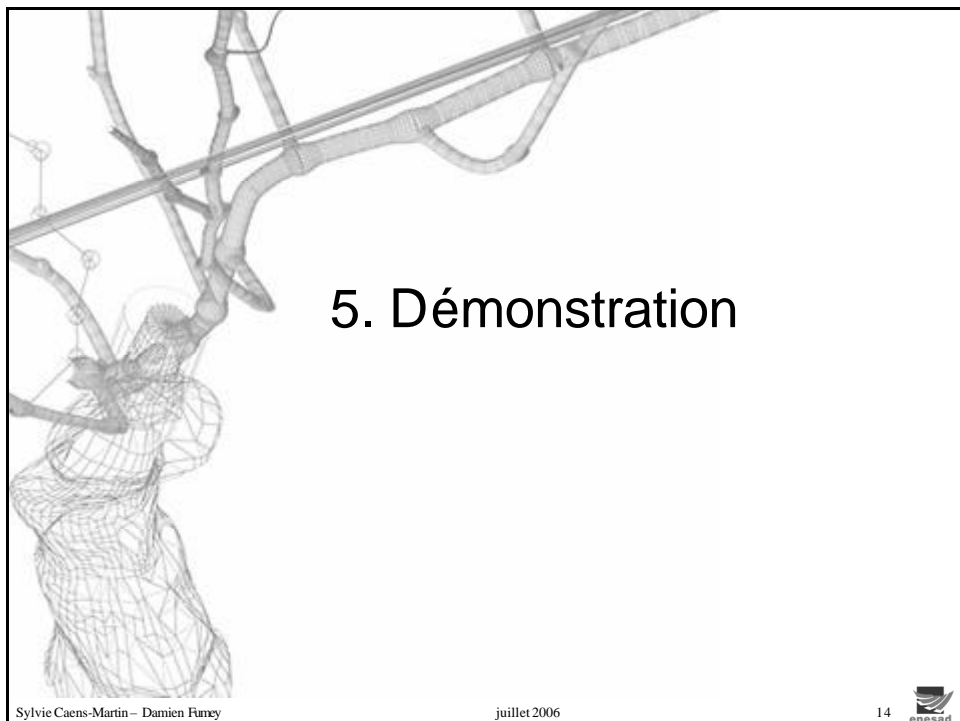 5. Démonstration
Sylvie Caens-Martin – Damien Fumey
juillet 2006
14
enesad